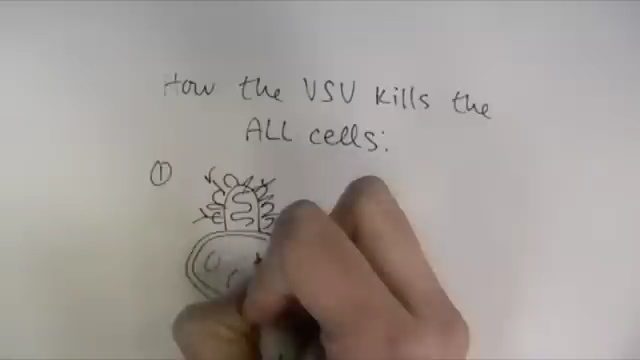 How the VSV kills the
ALL cells:
①